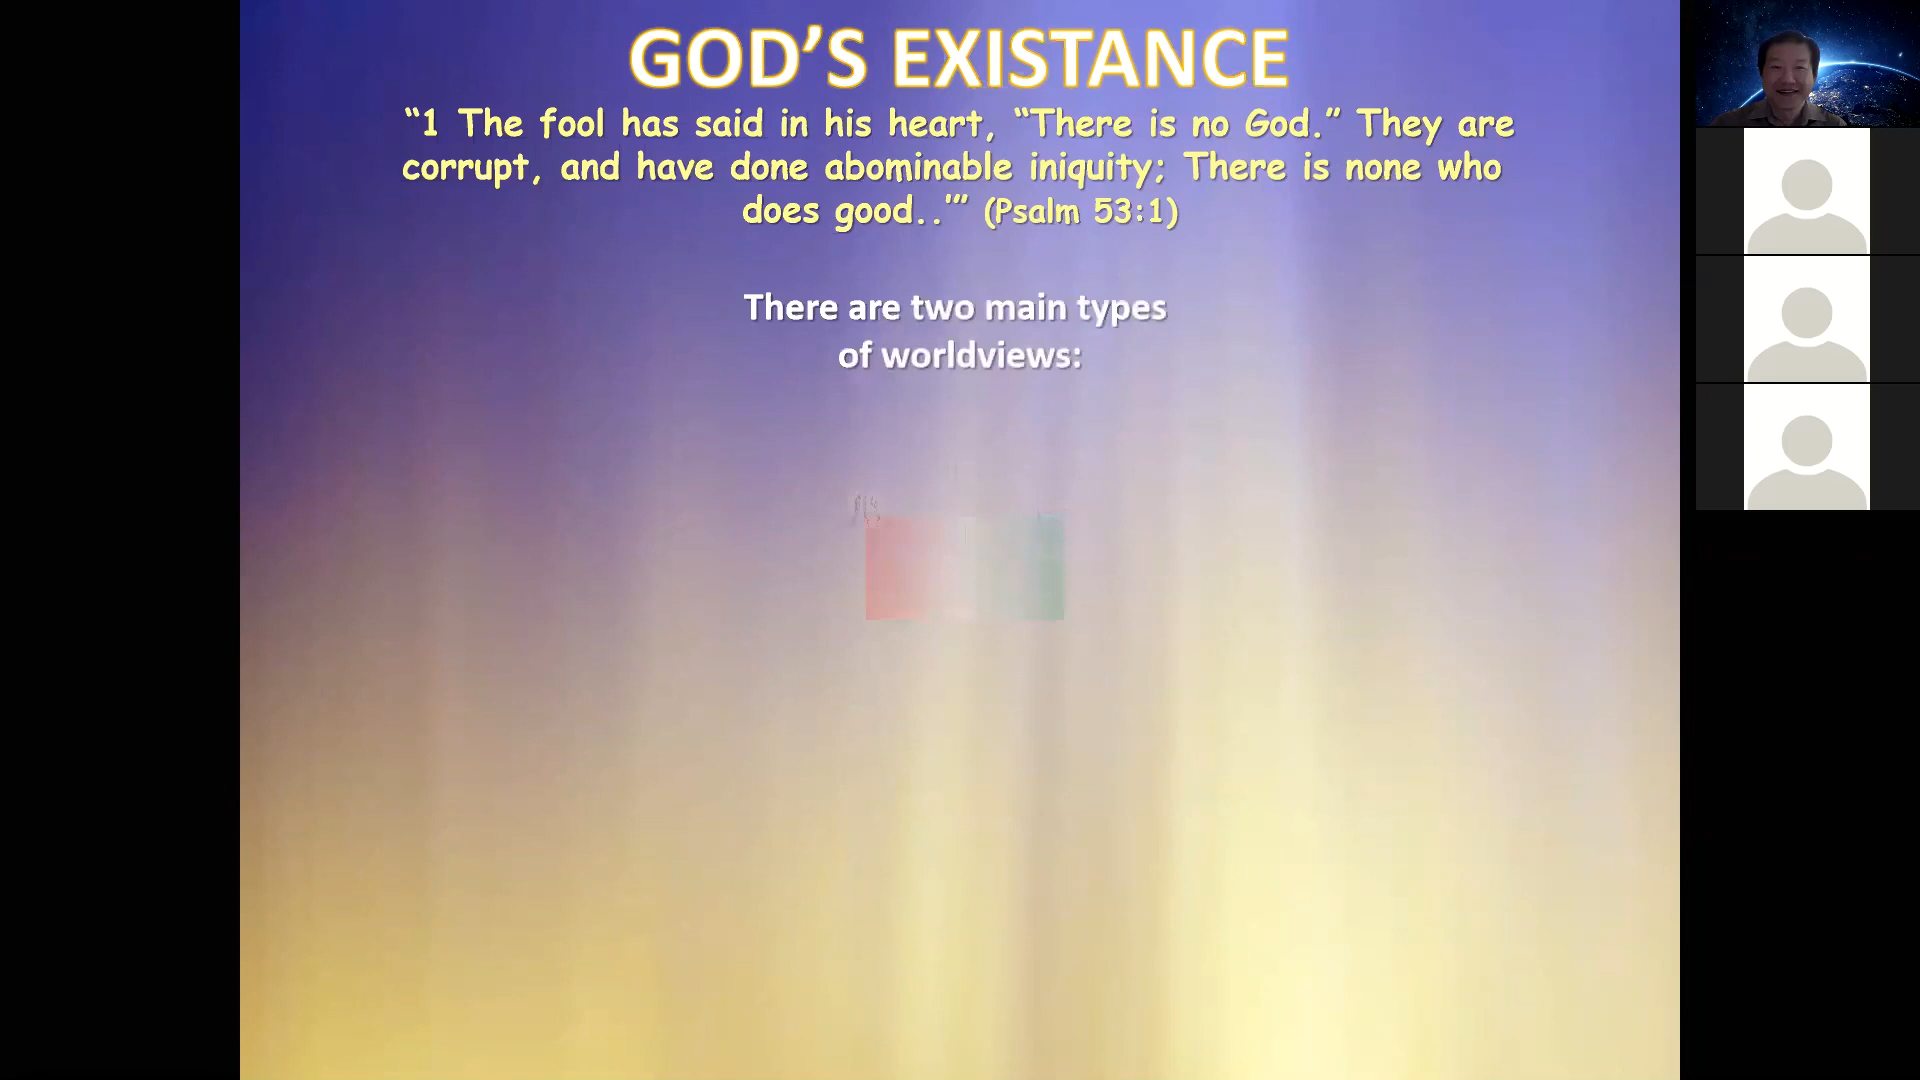 GOD’S EXISTANCE
“1 The fool has said in his heart, “There is no God.” They are
corrupt, and have done abominable iniquity; There is none who
does good..'” (Psalm 53:1)
There are two main types
of worldviews: